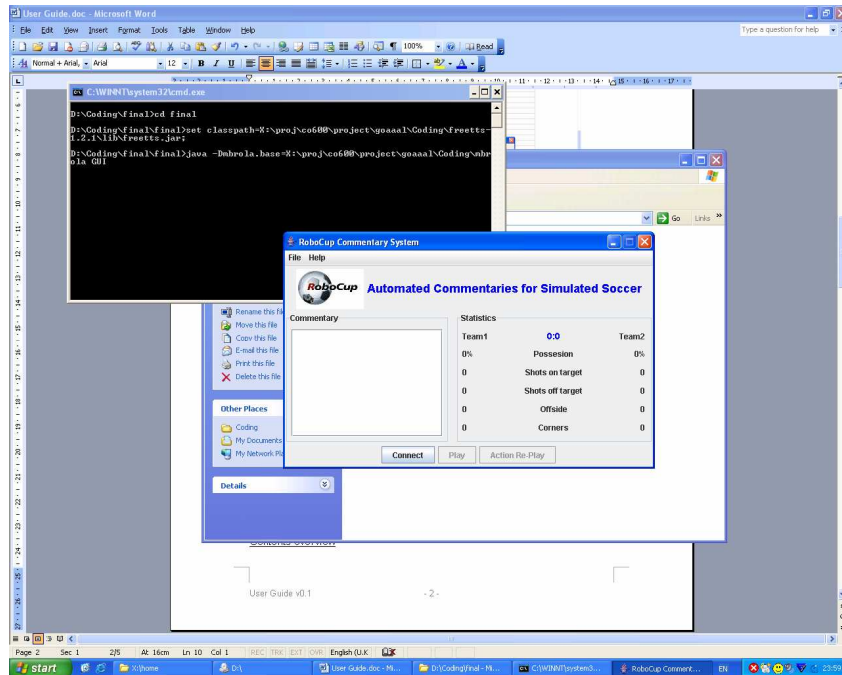 User Guide.doc - Microsoft Word
File Edit View Insert Format Tools Table Window Help
Type a question for help
100%
Read
Normal + Arial, Arial 12 B I U
C:\WINNT\system32\cmd.exe
D:\Coding\final>cd final
D:\Coding\final\final>set classpath=X:\proj\co600\project\goaaal\Coding\freetts-
1.2.1\lib\freetts.jar;
D:\Coding\final\final>java -Dmbrola.base=X:\proj\co600\project\goaaal\Coding\mbr
ola GUI
Go Links »
RoboCup Commentary System
File Help
RoboCup Automated Commentaries for Simulated Soccer
Commentary
Statistics
Team1 0:0 Team2
0% Possesion 0%
0 Shots on target 0
0 Shots off target 0
0 Offside 0
0 Corners 0
Connect Play Action Re-Play
Rename this file
Move this file
Copy this file
E-mail this file
Print this file
Delete this file
Other Places
Coding
My Documents
My Network
Details
Contents Overview
User Guide v0.1 - 2 -
Page 2 Sec 1 2/5 At 16cm Ln 10 Col 1 REC TRK EXT OVR English (U.K
start X:\home D:\ User Guide.doc - Mi... D:\Coding\final - Mi... C:\WINNT\system3... RoboCup Comment... EN 23:59